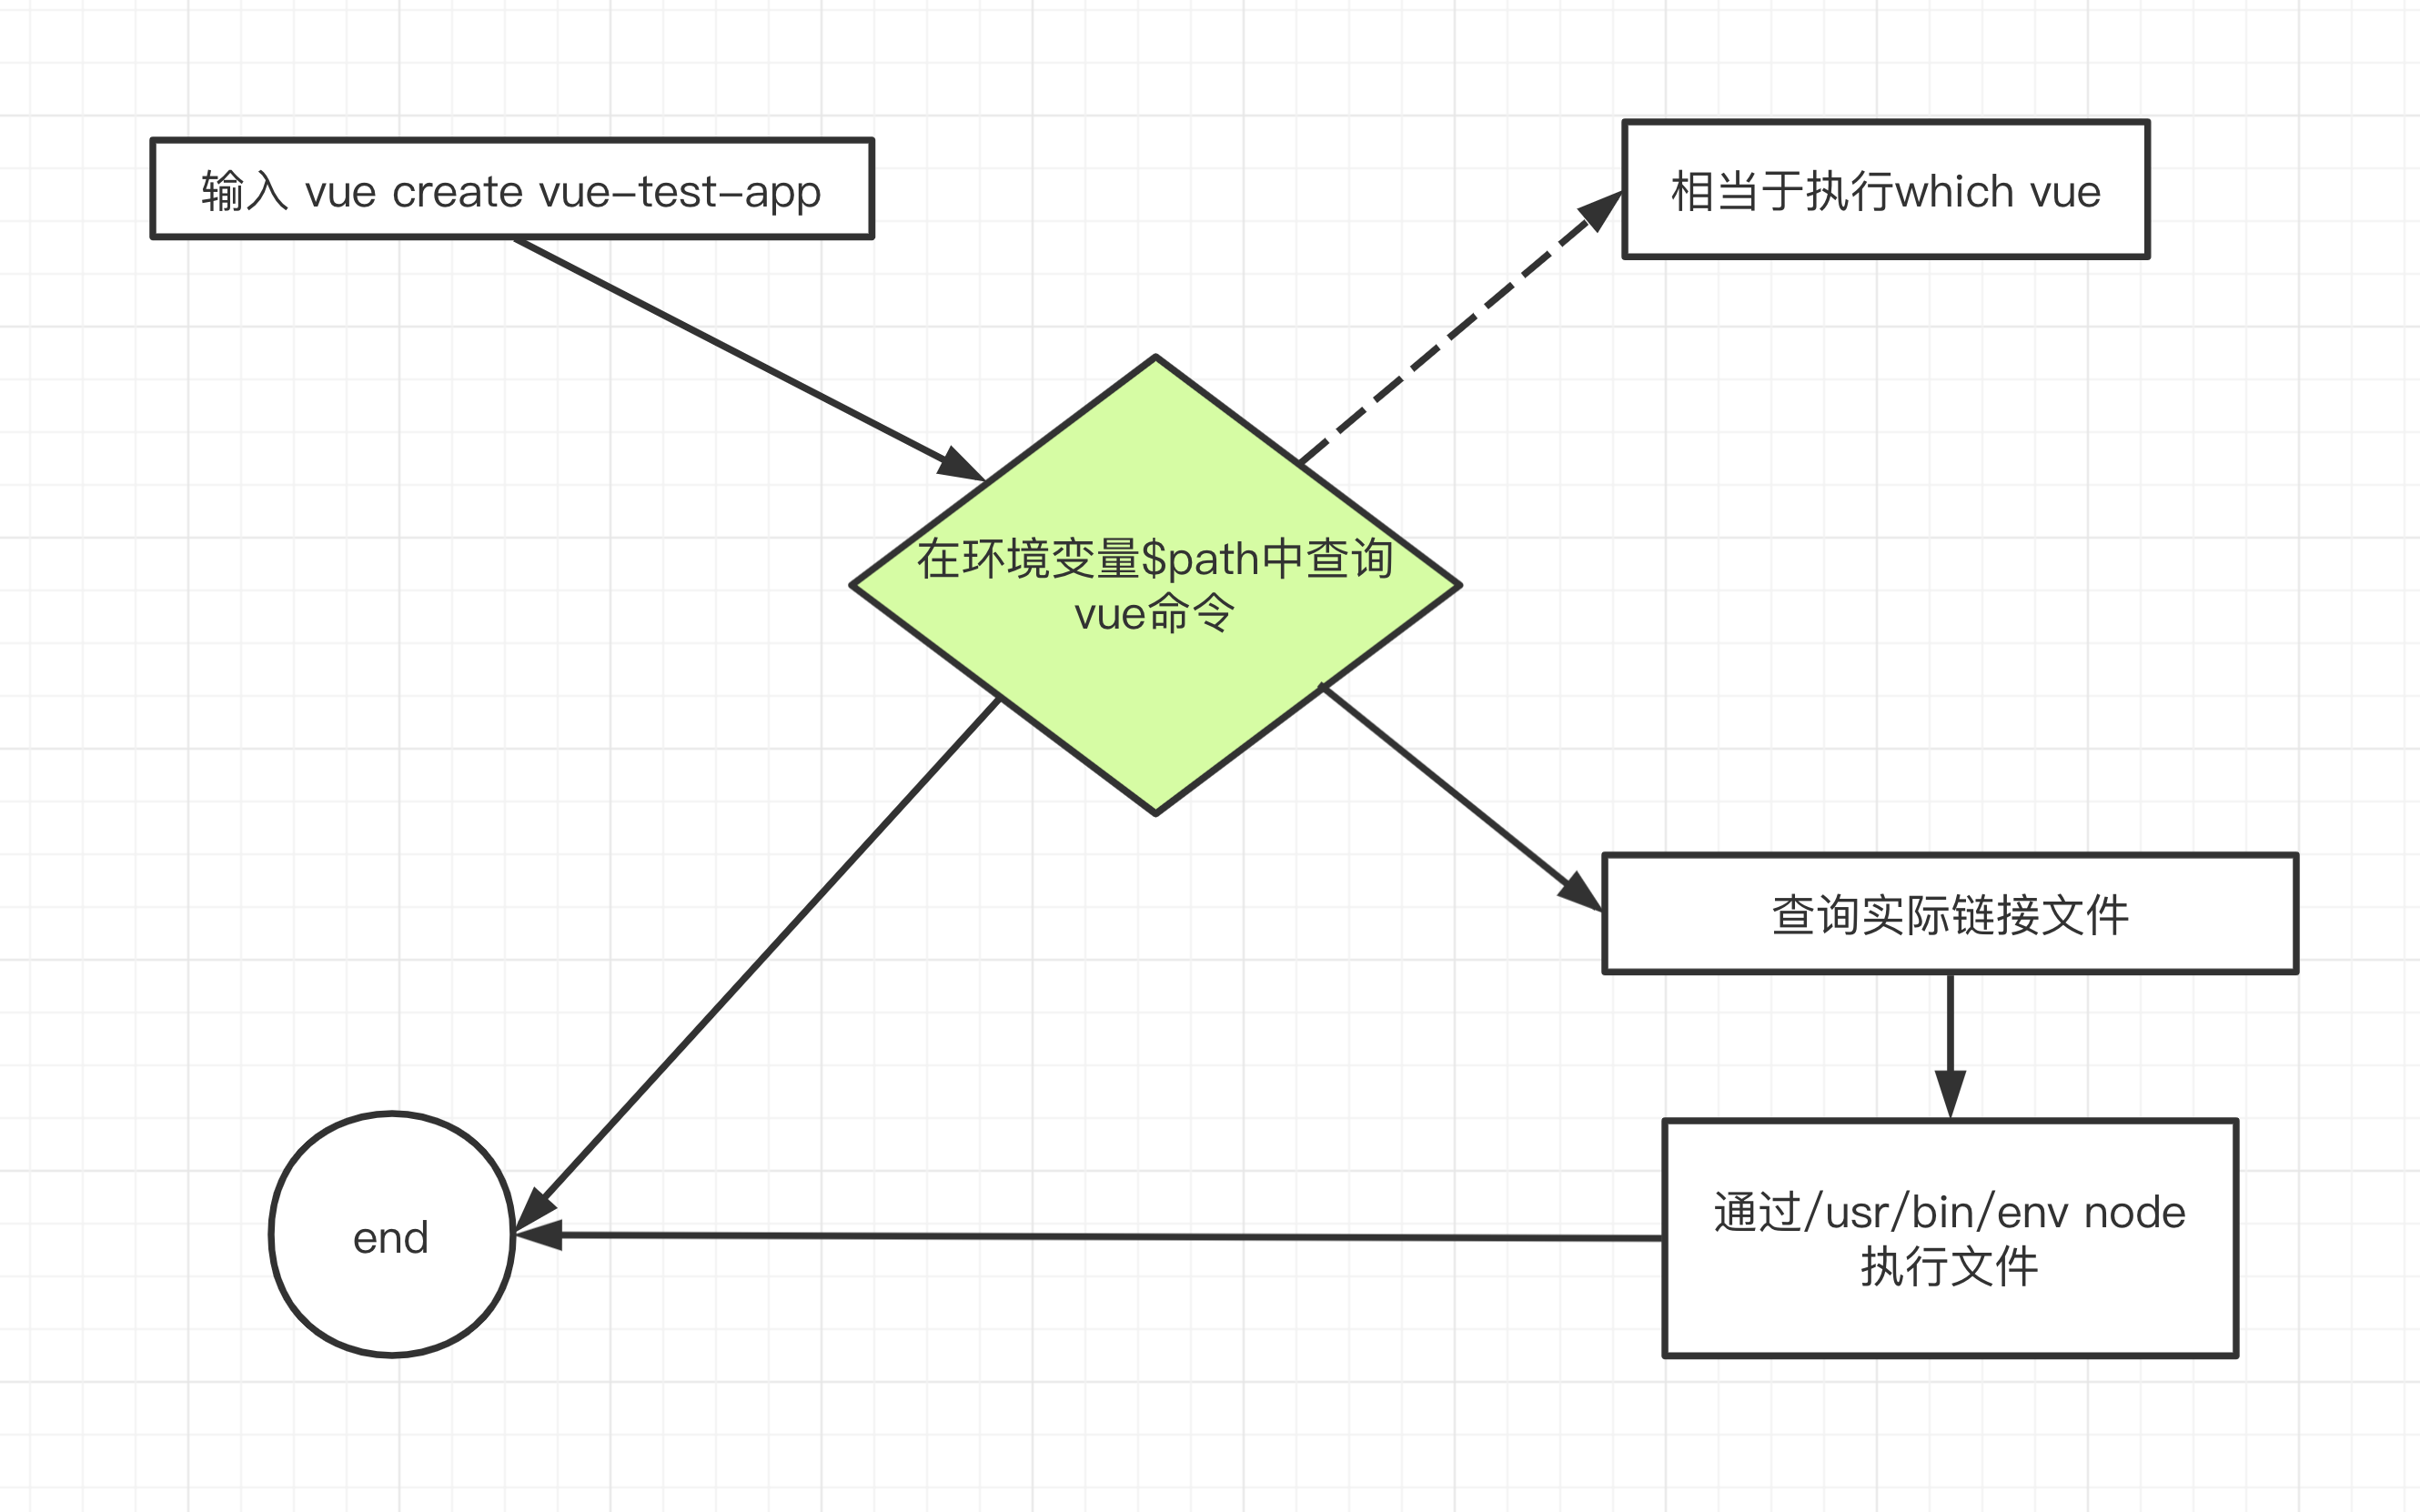 输入 vue create vue-test-app
相当于执行which vue
在环境变量$path中查询
vue命令
查询实际链接文件
通过/usr/bin/env node
执行文件
end